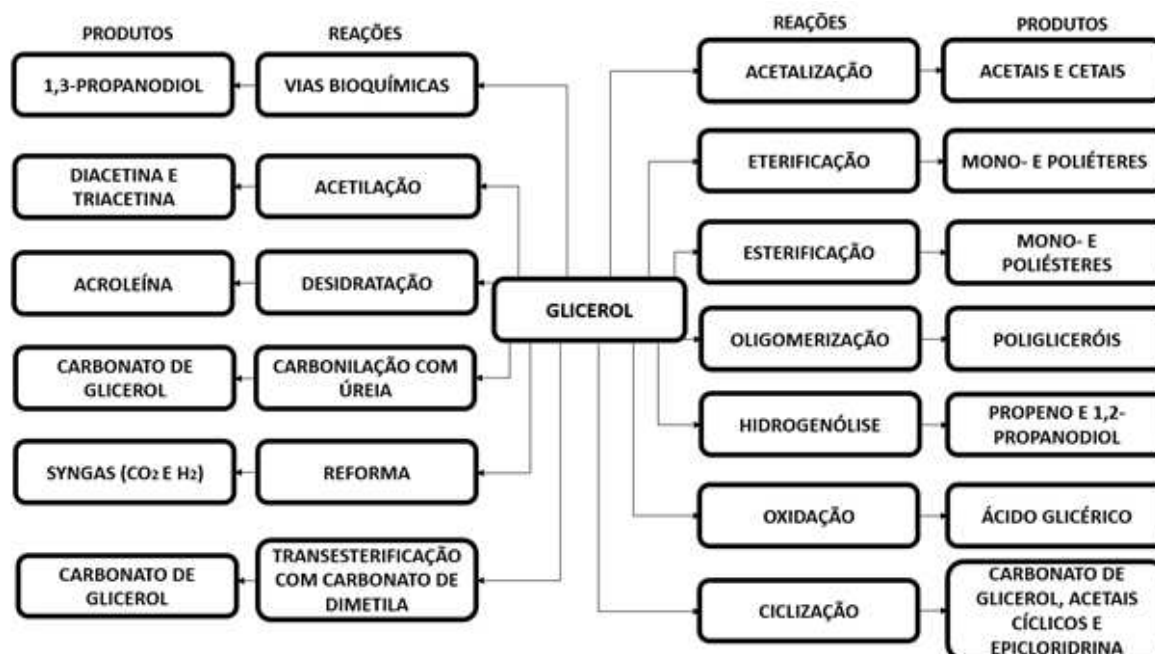 PRODUTOS
REAÇÕES
1,3-PROPANODIOL
VIAS BIOQUÍMICAS
DIACETINA E
TRIACETINA
ACETILAÇÃO
ACROLEÍNA
DESIDRATAÇÃO
CARBONATO DE
GLICEROL
CARBONILAÇÃO COM
ÚREIA
SYNGAS (CO2 E H2)
REFORMA
CARBONATO DE
GLICEROL
TRANSESTERIFICAÇÃO
COM CARBONATO DE
DIMETILA
GLICEROL
REAÇÕES
PRODUTOS
ACETALIZAÇÃO
ACETAIS E CETAIS
ETERIFICAÇÃO
MONO- E POLIÉTERES
ESTERIFICAÇÃO
MONO- E
POLIÉSTERES
OLIGOMERIZAÇÃO
POLIGLICERÓIS
HIDROGENÓLISE
PROPENO E 1,2-
PROPANODIOL
OXIDAÇÃO
ÁCIDO GLICÉRICO
CICLIZAÇÃO
CARBONATO DE
GLICEROL, ACETAIS
CÍCLICOS E
EPICLORIDRINA